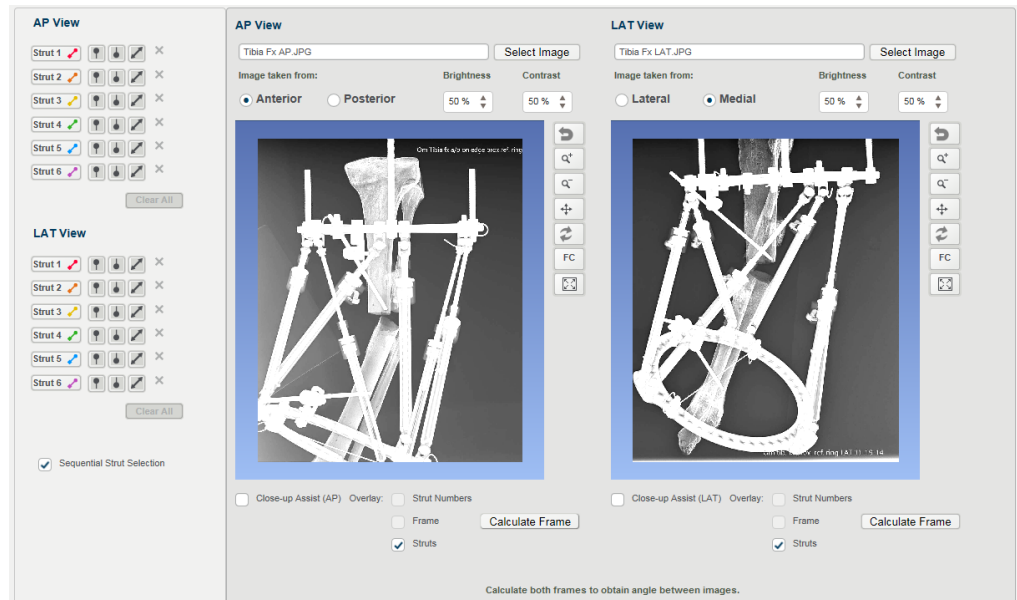 AP View
Strut 1
Strut 2
Strut 3
Strut 4
Strut 5
Strut 6
Clear All
LAT View
Strut 1
Strut 2
Strut 3
Strut 4
Strut 5
Strut 6
Clear All
Sequential Strut Selection
AP View
Tibia Fx AP.JPG
Select Image
Image taken from:
Brightness
Contrast
Anterior
Posterior
50 %
50 %
FC
Close-up Assist (AP)
Overlay:
Strut Numbers
Frame
Calculate Frame
Struts
LAT View
Tibia Fx LAT.JPG
Select Image
Image taken from:
Brightness
Contrast
Lateral
Medial
50 %
50 %
FC
Close-up Assist (LAT)
Overlay:
Strut Numbers
Frame
Calculate Frame
Struts
Calculate both frames to obtain angle between images.